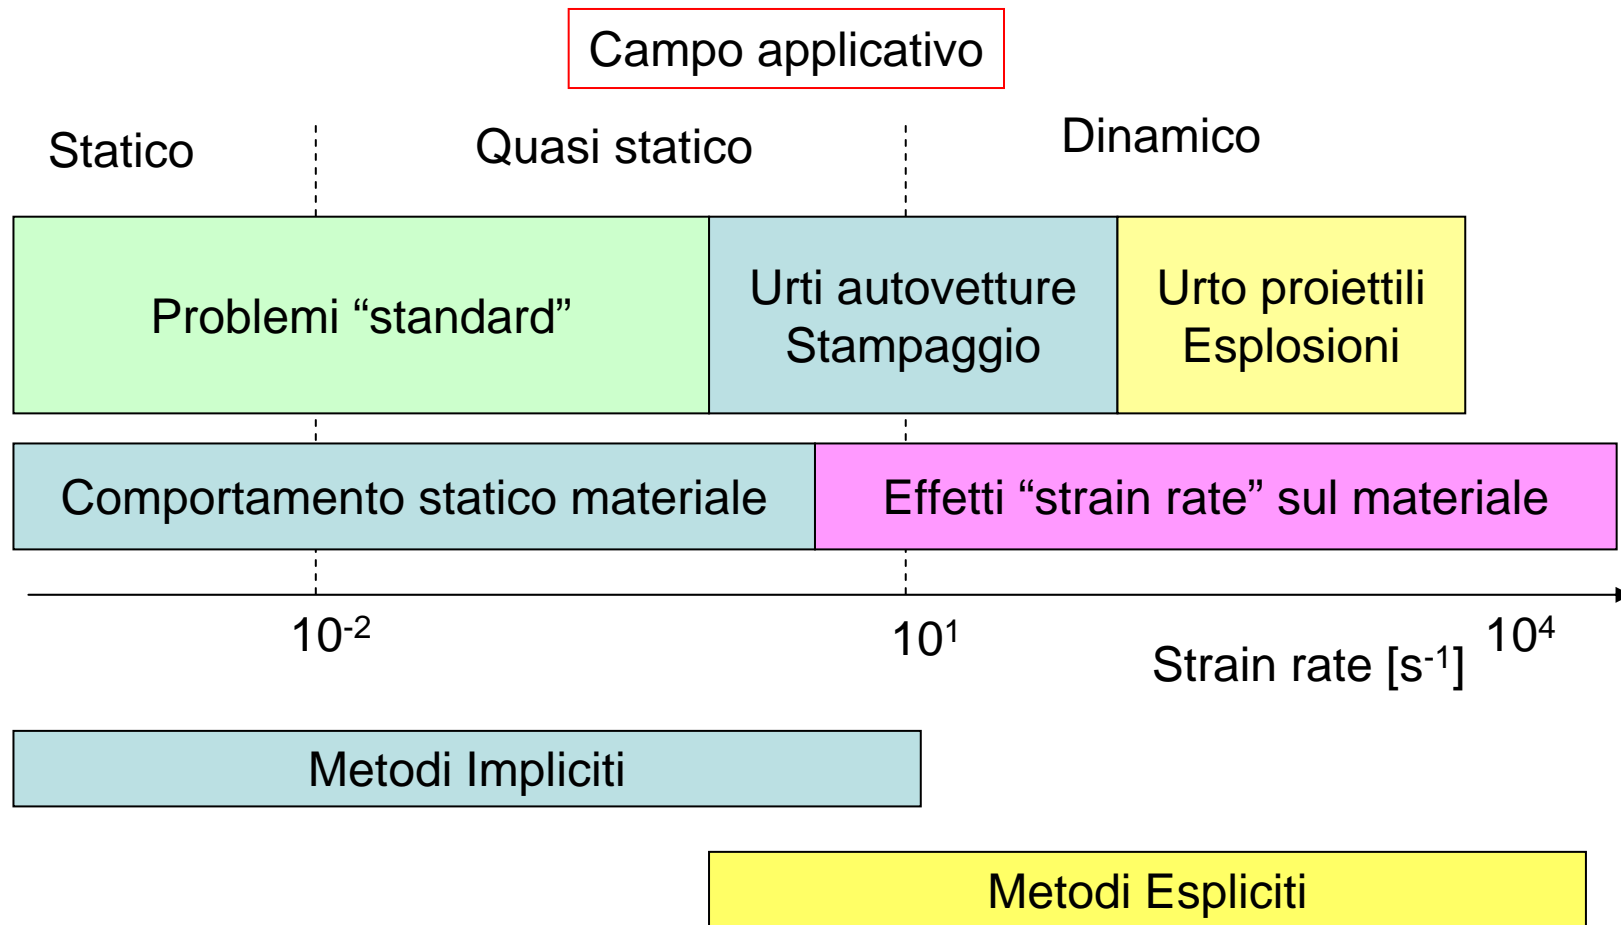 Campo applicativo
Statico
Quasi statico
Dinamico
Problemi “standard”
Urti autovetture
Stampaggio
Urto proiettili
Esplosioni
Comportamento statico materiale
Effetti “strain rate” sul materiale
10⁻²
10¹
10⁴
Strain rate [s⁻¹]
Metodi Impliciti
Metodi Espliciti